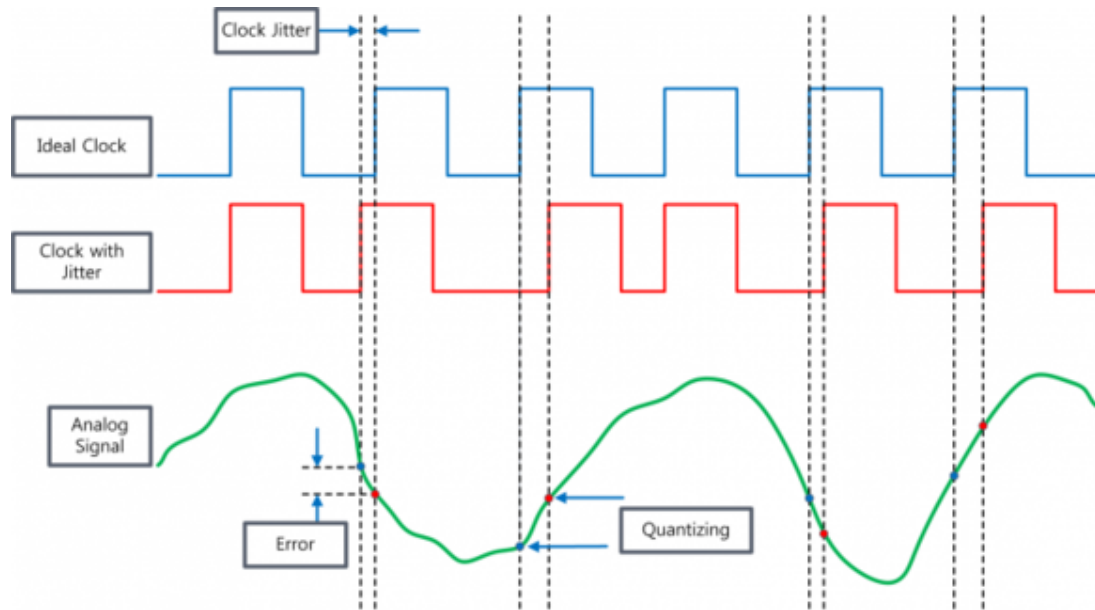 Clock Jitter
Ideal Clock
Clock with
Jitter
Analog
Signal
Error
Quantizing